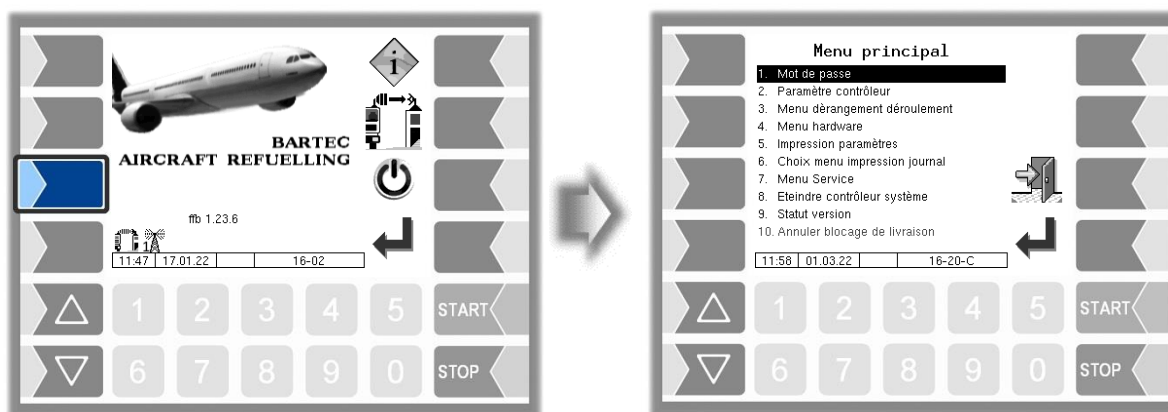 i
BARTEC
AIRCRAFT REFUELLING
ffb 1.23.6
1
11:47 17.01.22 16-02
1 2 3 4 5 START
6 7 8 9 0 STOP
Menu principal
1. Mot de passe
2. Paramètre contrôleur
3. Menu dèrangement déroulement
4. Menu hardware
5. Impression paramètres
6. Choix menu impression journal
7. Menu Service
8. Eteindre contrôleur système
9. Statut version
10. Annuler blocage de livraison
11:58 01.03.22 16-20-C
1 2 3 4 5 START
6 7 8 9 0 STOP